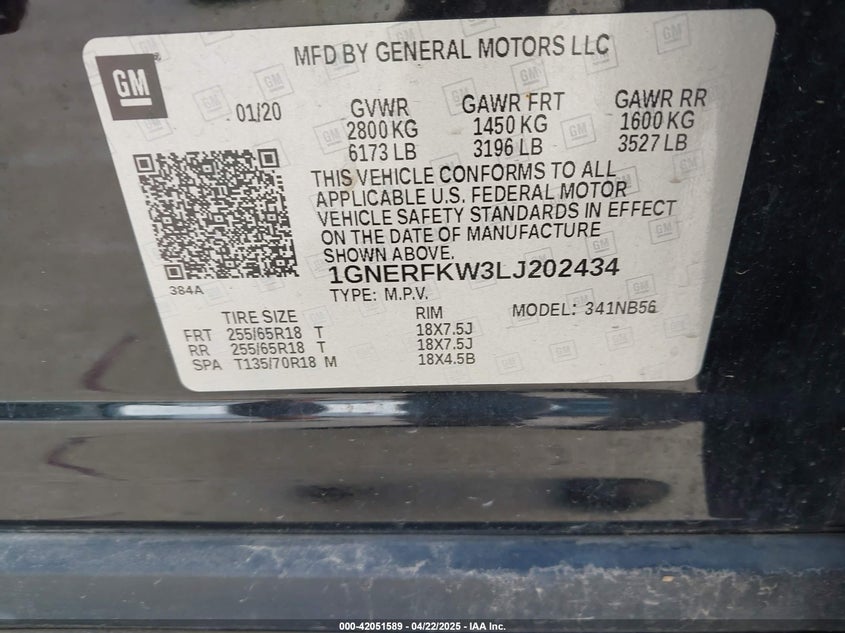 GM
MFD BY GENERAL MOTORS LLC
01/20 GVWR GAWR FRT GAWR RR
2800 KG 1450 KG 1600 KG
6173 LB 3196 LB 3527 LB
THIS VEHICLE CONFORMS TO ALL
APPLICABLE U.S. FEDERAL MOTOR
VEHICLE SAFETY STANDARDS IN EFFECT
ON THE DATE OF MANUFACTURE
SHOWN ABOVE.
384A
1GNERFKW3LJ202434
TYPE: M.P.V.
TIRE SIZE RIM MODEL: 341NB56
FRT 255/65R18 T 18X7.5J
RR 255/65R18 T 18X7.5J
SPA T135/70R18 M 18X4.5B
000-42051589 - 04/22/2025 - IAA Inc.